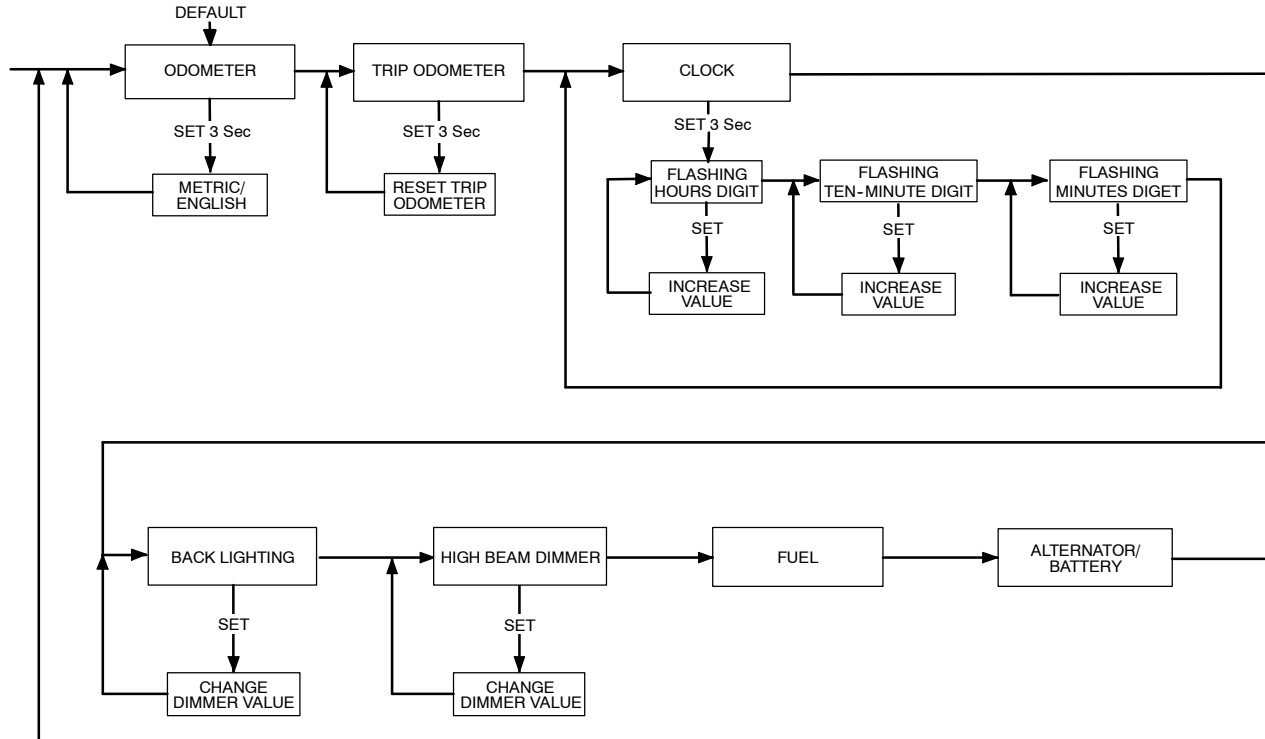 DEFAULT
ODOMETER
TRIP ODOMETER
CLOCK
SET 3 Sec
SET 3 Sec
SET 3 Sec
METRIC/
ENGLISH
RESET TRIP
ODOMETER
FLASHING
HOURS DIGIT
FLASHING
TEN-MINUTE DIGIT
FLASHING
MINUTES DIGET
SET
SET
SET
INCREASE
VALUE
INCREASE
VALUE
INCREASE
VALUE
BACK LIGHTING
HIGH BEAM DIMMER
FUEL
ALTERNATOR/
BATTERY
SET
SET
CHANGE
DIMMER VALUE
CHANGE
DIMMER VALUE